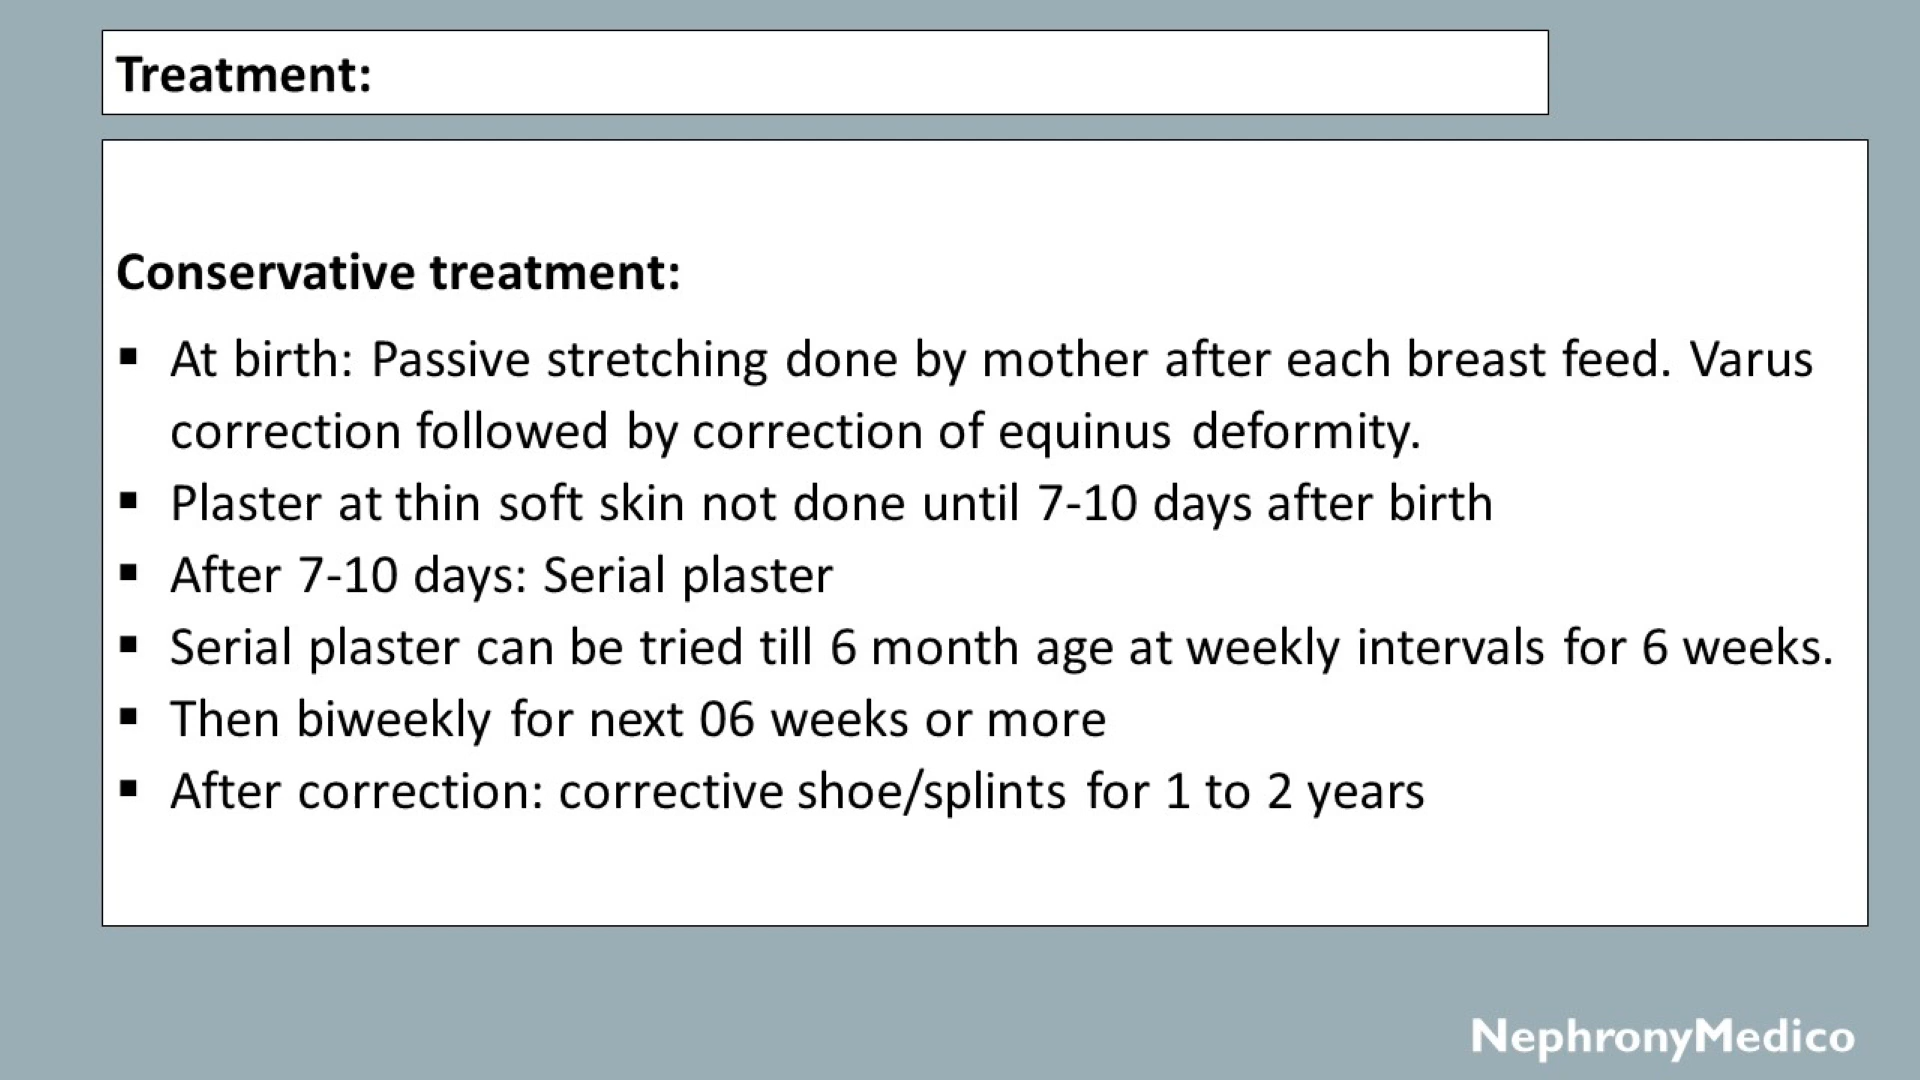 Treatment:
Conservative treatment:
▪ At birth: Passive stretching done by mother after each breast feed. Varus
correction followed by correction of equinus deformity.
▪ Plaster at thin soft skin not done until 7-10 days after birth
▪ After 7-10 days: Serial plaster
▪ Serial plaster can be tried till 6 month age at weekly intervals for 6 weeks.
▪ Then biweekly for next 06 weeks or more
▪ After correction: corrective shoe/splints for 1 to 2 years
NephronyMedico